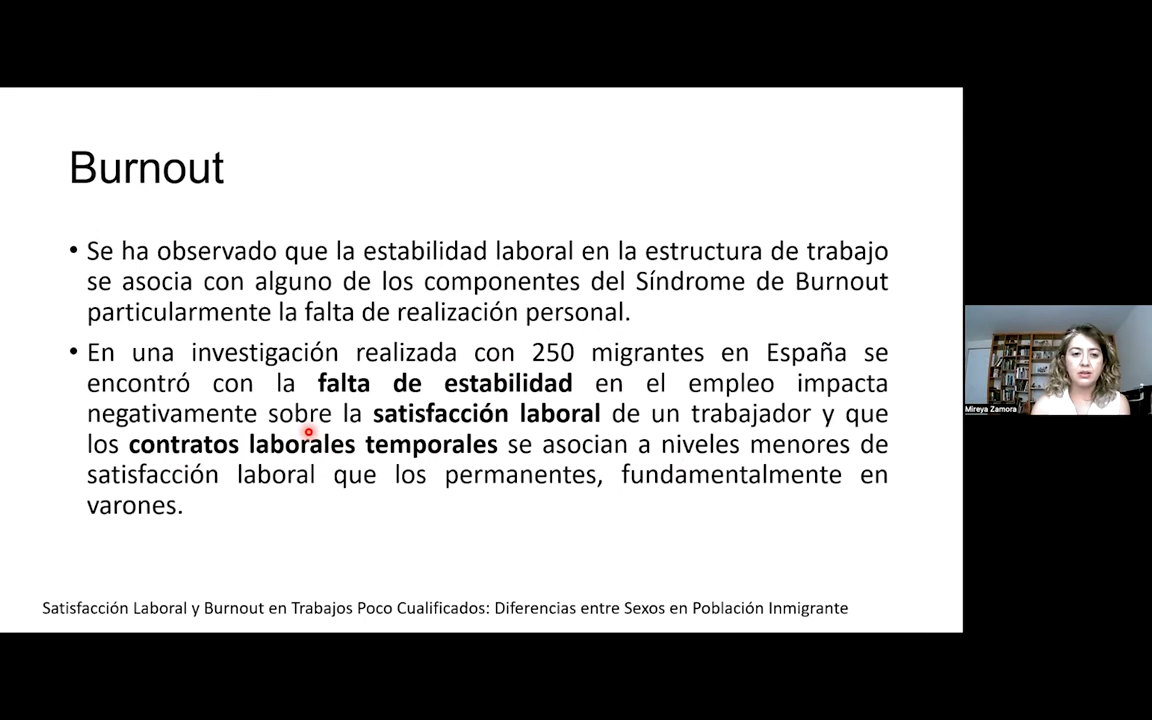 Burnout
• Se ha observado que la estabilidad laboral en la estructura de trabajo
se asocia con alguno de los componentes del Síndrome de Burnout
particularmente la falta de realización personal.
• En una investigación realizada con 250 migrantes en España se
encontró con la falta de estabilidad en el empleo impacta
negativamente sobre la satisfacción laboral de un trabajador y que
los contratos laborales temporales se asocian a niveles menores de
satisfacción laboral que los permanentes, fundamentalmente en
varones.
Satisfacción Laboral y Burnout en Trabajos Poco Cualificados: Diferencias entre Sexos en Población Inmigrante
Mireya Zamora